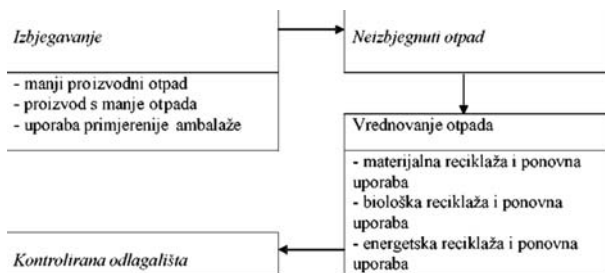 Izbjegavanje
- manji proizvodni otpad
- proizvod s manje otpada
- uporaba primjerenije ambalaže
Neizbjegnuti otpad
Vrednovanje otpada
- materijalna reciklaža i ponovna
uporaba
- biološka reciklaža i ponovna
uporaba
- energetska reciklaža i ponovna
uporaba
Kontrolirana odlagališta